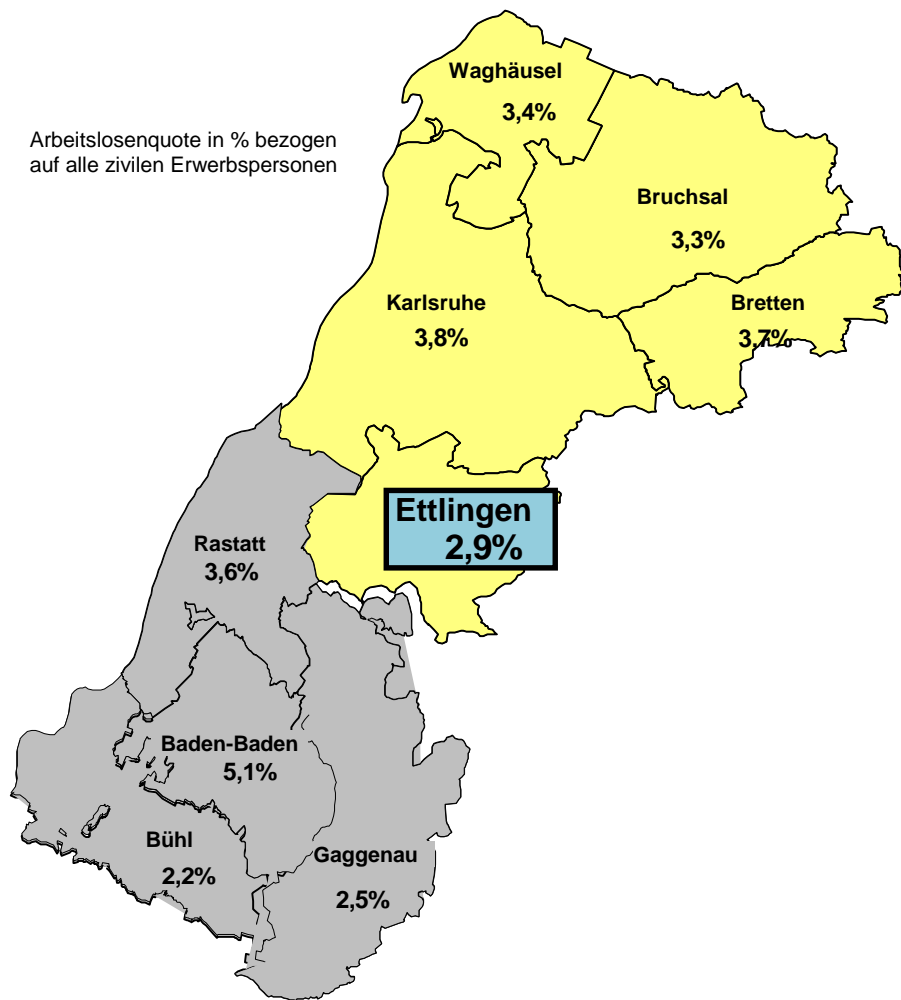 Waghäusel
3,4%
Arbeitslosenquote in % bezogen
auf alle zivilen Erwerbspersonen
Bruchsal
3,3%
Karlsruhe
3,8%
Bretten
3,7%
Ettlingen
2,9%
Rastatt
3,6%
Baden-Baden
5,1%
Bühl
2,2%
Gaggenau
2,5%